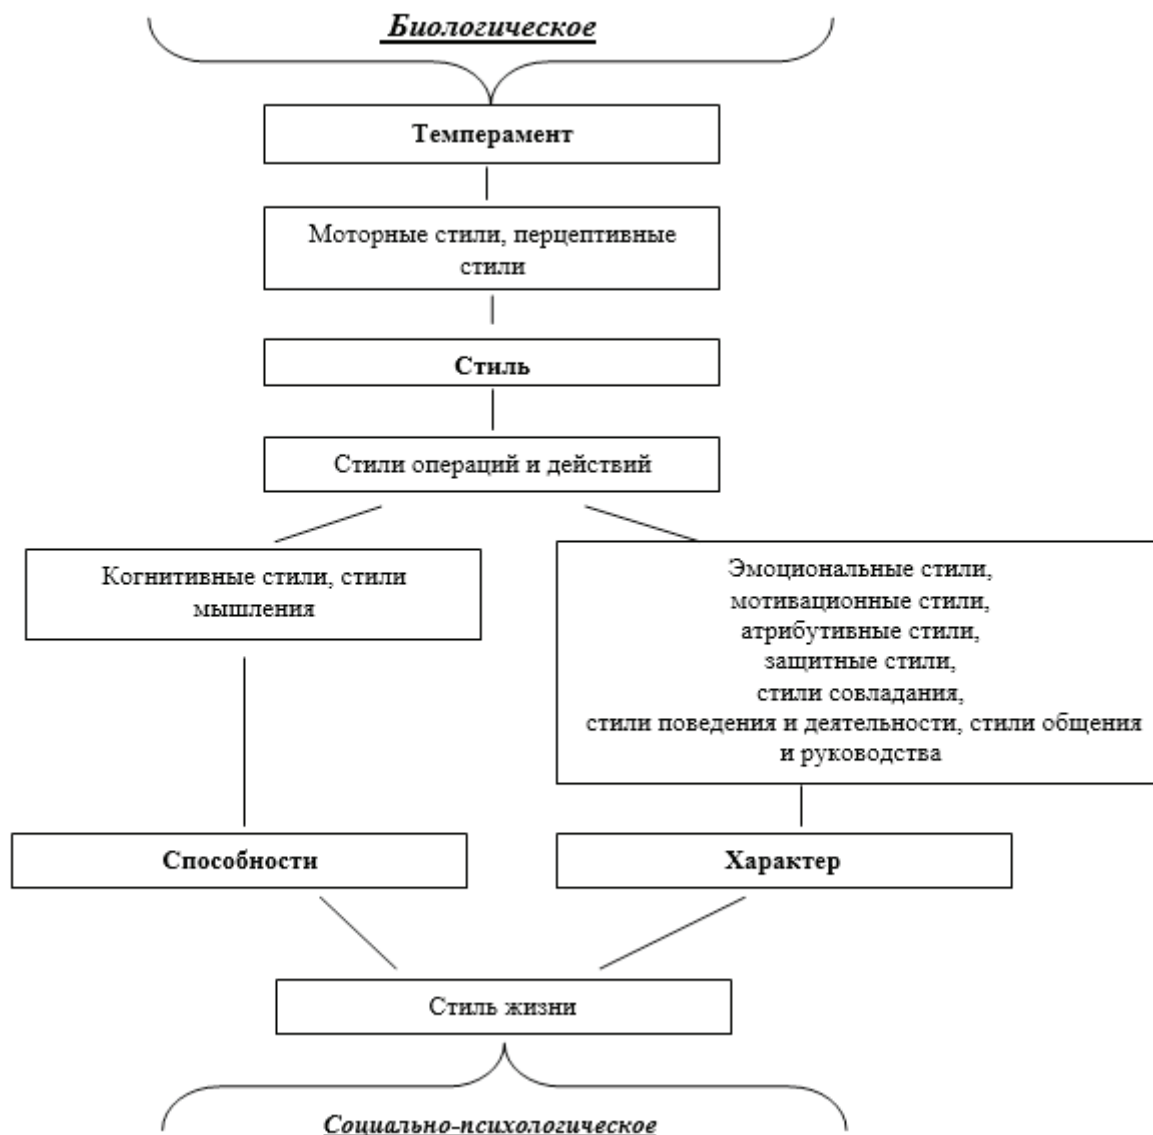 Биологическое
Темперамент
Моторные стили, перцептивные
стили
Стиль
Стили операций и действий
Когнитивные стили, стили
мышления
Эмоциональные стили,
мотивационные стили,
атрибутивные стили,
защитные стили,
стили совладания,
стили поведения и деятельности, стили общения
и руководства
Способности
Характер
Стиль жизни
Социально-психологическое